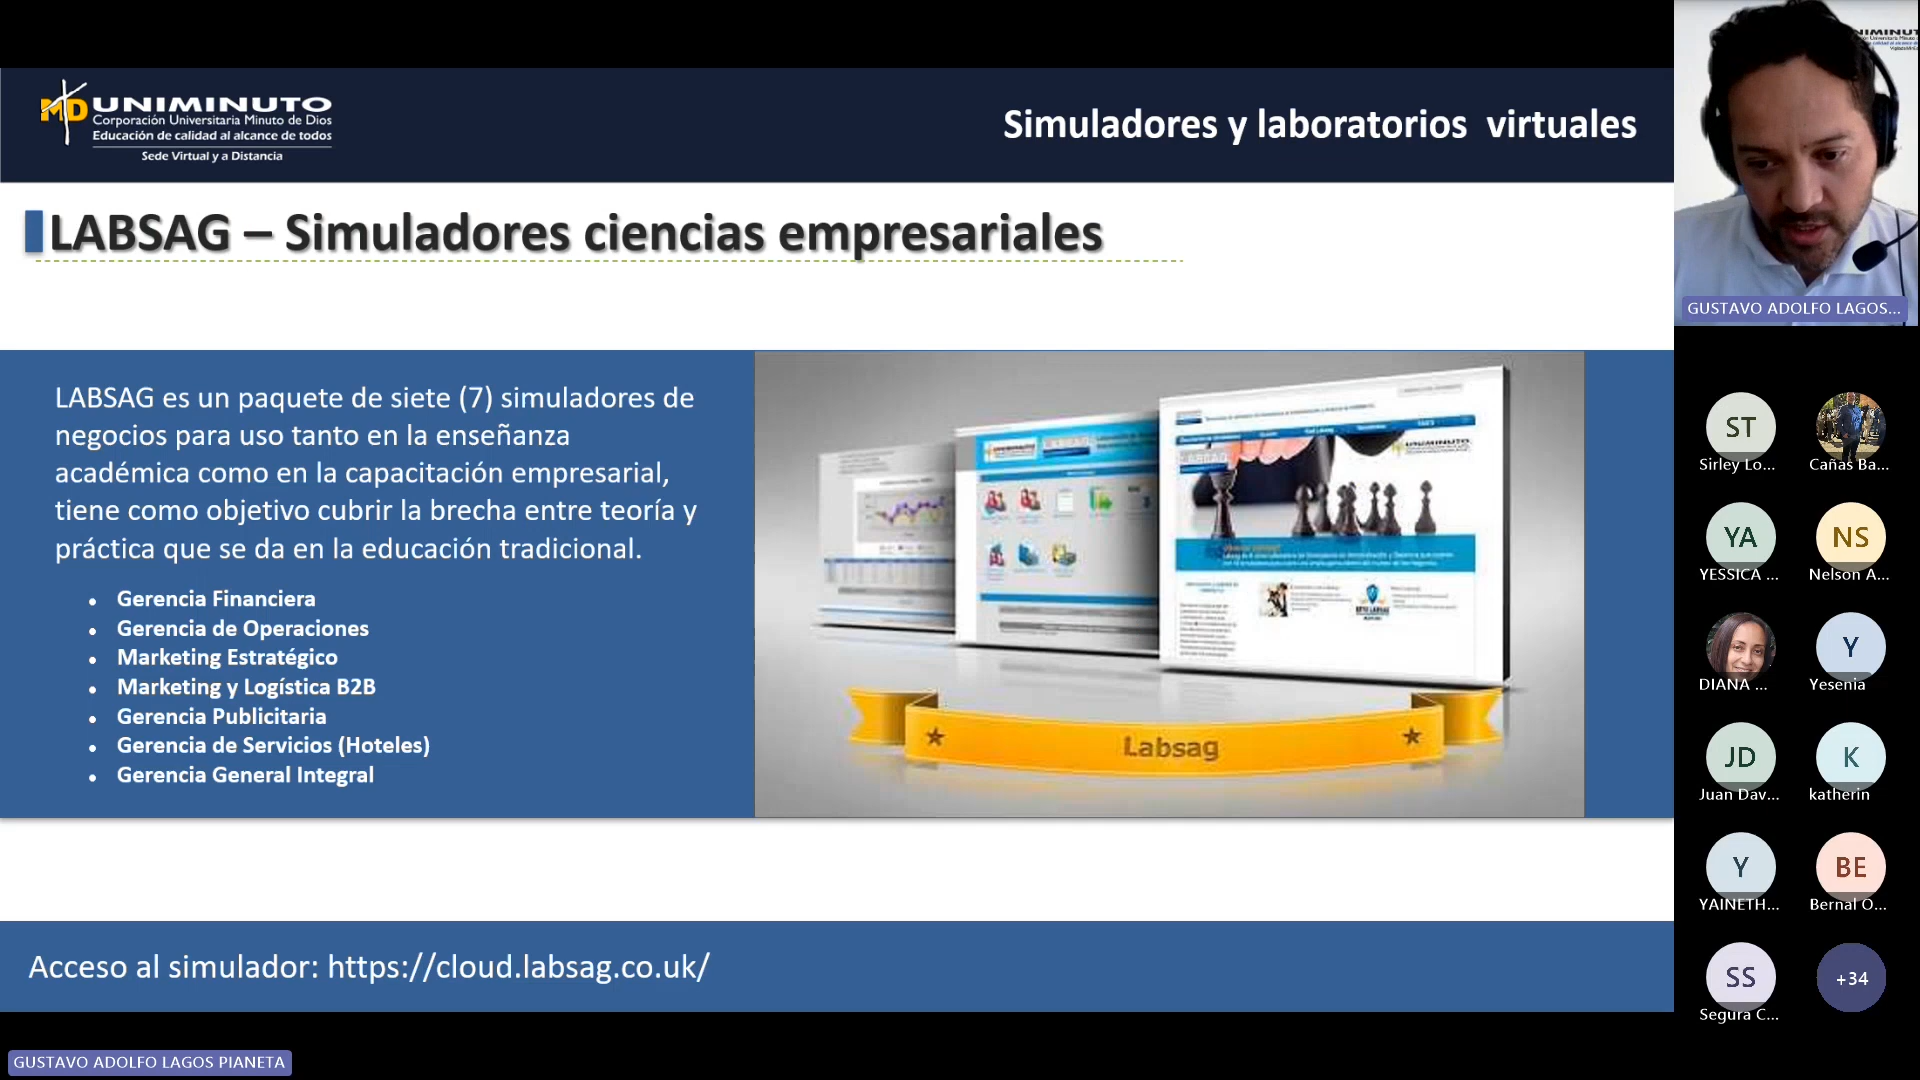 MD UNIMINUTO
Corporación Universitaria Minuto de Dios
Educación de calidad al alcance de todos
Sede Virtual y a Distancia
Simuladores y laboratorios virtuales
LABSAG – Simuladores ciencias empresariales
LABSAG es un paquete de siete (7) simuladores de
negocios para uso tanto en la enseñanza
académica como en la capacitación empresarial,
tiene como objetivo cubrir la brecha entre teoría y
práctica que se da en la educación tradicional.
• Gerencia Financiera
• Gerencia de Operaciones
• Marketing Estratégico
• Marketing y Logística B2B
• Gerencia Publicitaria
• Gerencia de Servicios (Hoteles)
• Gerencia General Integral
UNIMINUTO
LABSAG
Labsag
Acceso al simulador: https://cloud.labsag.co.uk/
GUSTAVO ADOLFO LAGOS PIANETA
GUSTAVO ADOLFO LAGOS...
ST
Sirley Lo...
Cañas Ba...
YA
YESSICA ...
NS
Nelson A...
DIANA ...
Y
Yesenia
JD
Juan Dav...
K
katherin
Y
YAINETH...
BE
Bernal O...
SS
Segura C...
+34